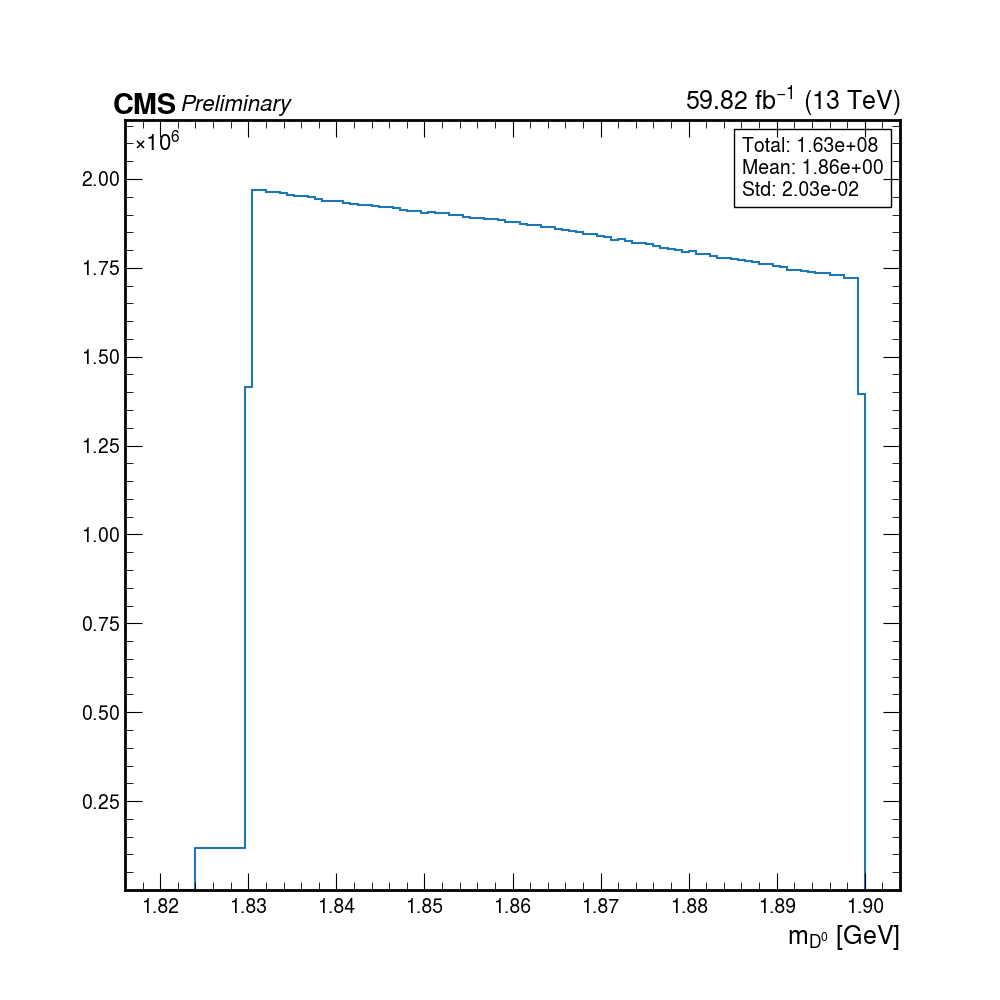 CMS Preliminary
59.82 fb⁻¹ (13 TeV)
×10⁶
Total: 1.63e+08
Mean: 1.86e+00
Std: 2.03e-02
2.00
1.75
1.50
1.25
1.00
0.75
0.50
0.25
1.82 1.83 1.84 1.85 1.86 1.87 1.88 1.89 1.90
m_D⁰ [GeV]